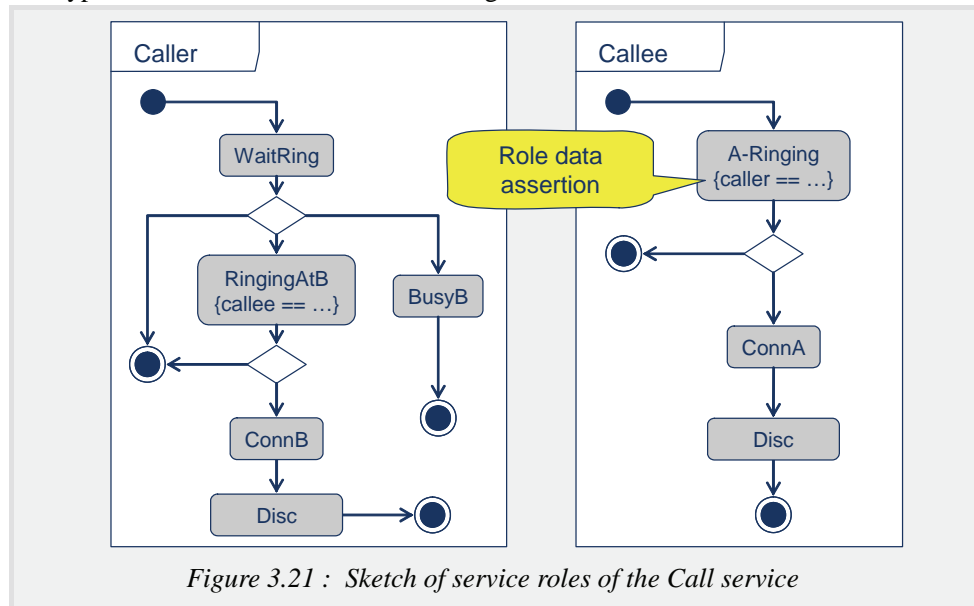 Caller
WaitRing
RingingAtB
{callee == …}
BusyB
ConnB
Disc
Callee
Role data
assertion
A-Ringing
{caller == …}
ConnA
Disc
Figure 3.21 : Sketch of service roles of the Call service